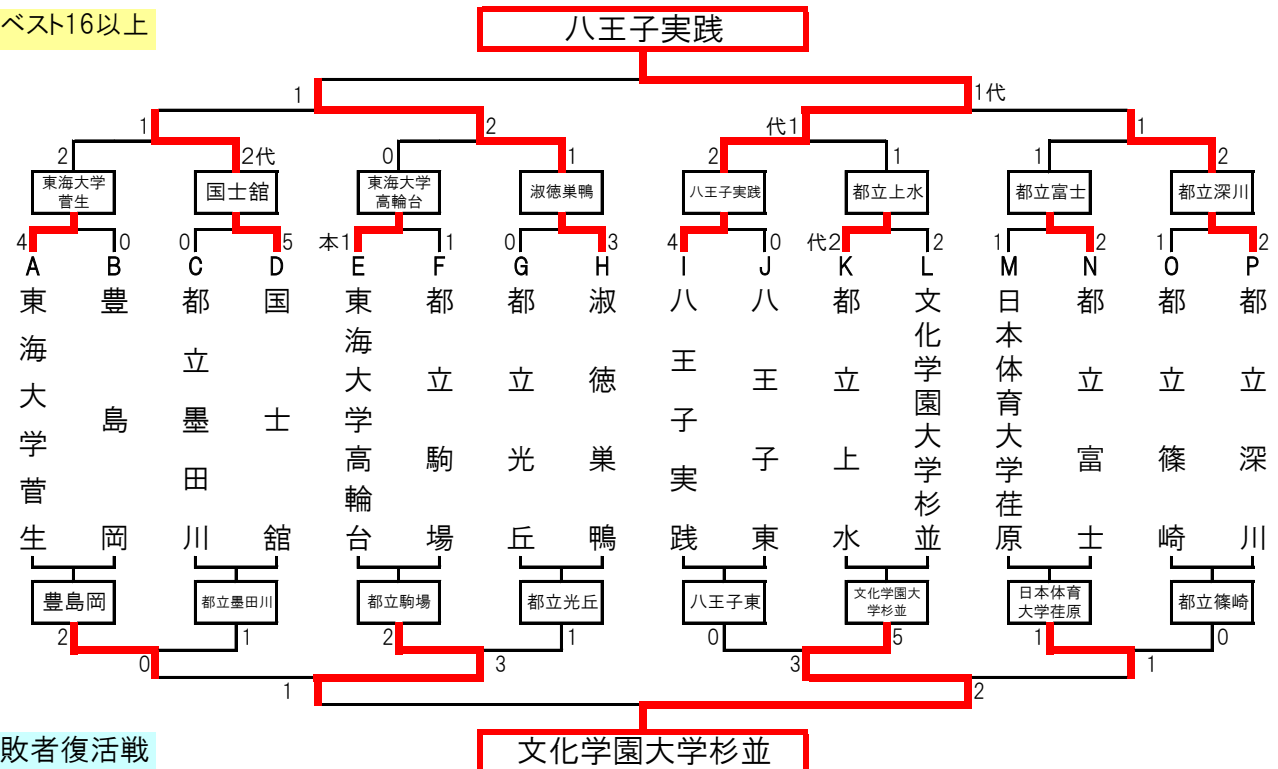 ベスト16以上
八王子実践
1
1代
1
2
代1
1
2
2代
0
1
2
1
1
2
東海大学
菅生
国士舘
東海大学
高輪台
淑徳巣鴨
八王子実践
都立上水
都立富士
都立深川
4
0
0
5
本1
1
0
3
4
0
代2
2
1
2
1
2
A
B
C
D
E
F
G
H
I
J
K
L
M
N
O
P
東海大学菅生
豊島岡
都立墨田川
国士舘
東海大学高輪台
都立駒場
都立光丘
淑徳巣鴨
八王子実践
八王子東
都立上水
文化学園大学杉並
日本体育大学荏原
都立富士
都立篠崎
都立深川
豊島岡
都立墨田川
都立駒場
都立光丘
八王子東
文化学園大
学杉並
日本体育
大学荏原
都立篠崎
2
1
2
1
0
5
1
0
0
3
3
1
1
2
敗者復活戦
文化学園大学杉並